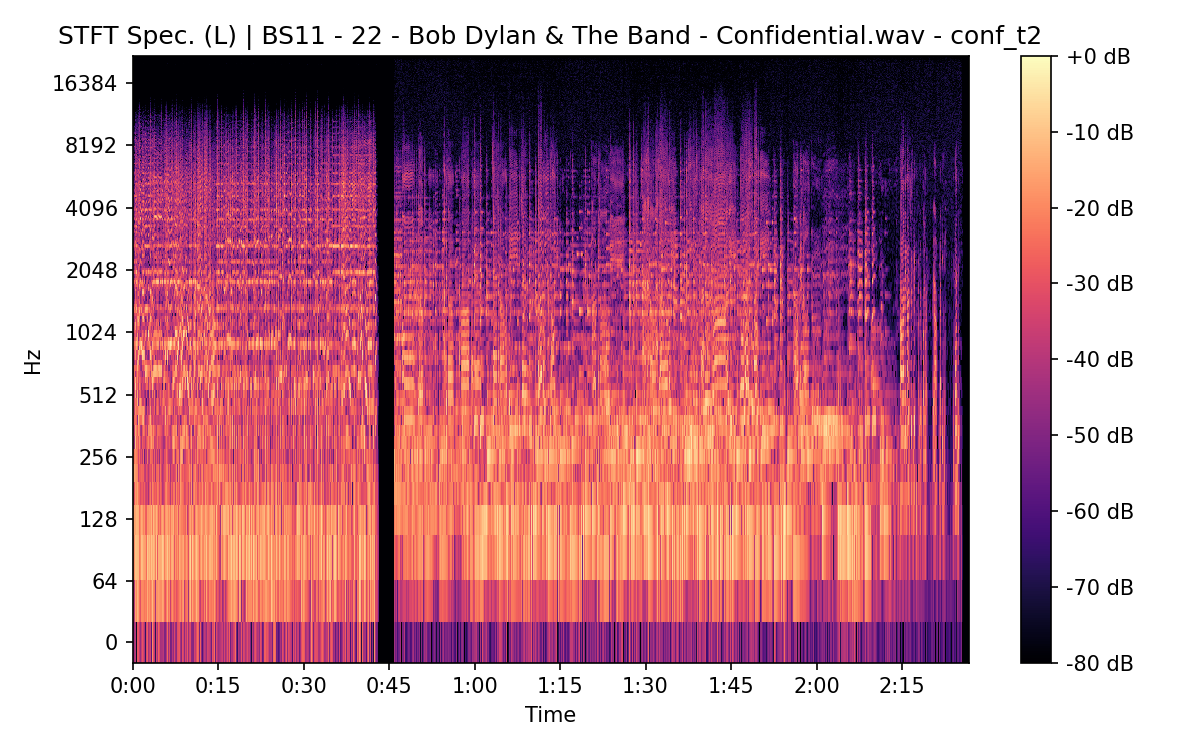 STFT Spec. (L) | BS11 - 22 - Bob Dylan & The Band - Confidential.wav - conf_t2
16384
8192
4096
2048
1024
512
256
128
64
0
Hz
0:00 0:15 0:30 0:45 1:00 1:15 1:30 1:45 2:00 2:15
Time
+0 dB
-10 dB
-20 dB
-30 dB
-40 dB
-50 dB
-60 dB
-70 dB
-80 dB